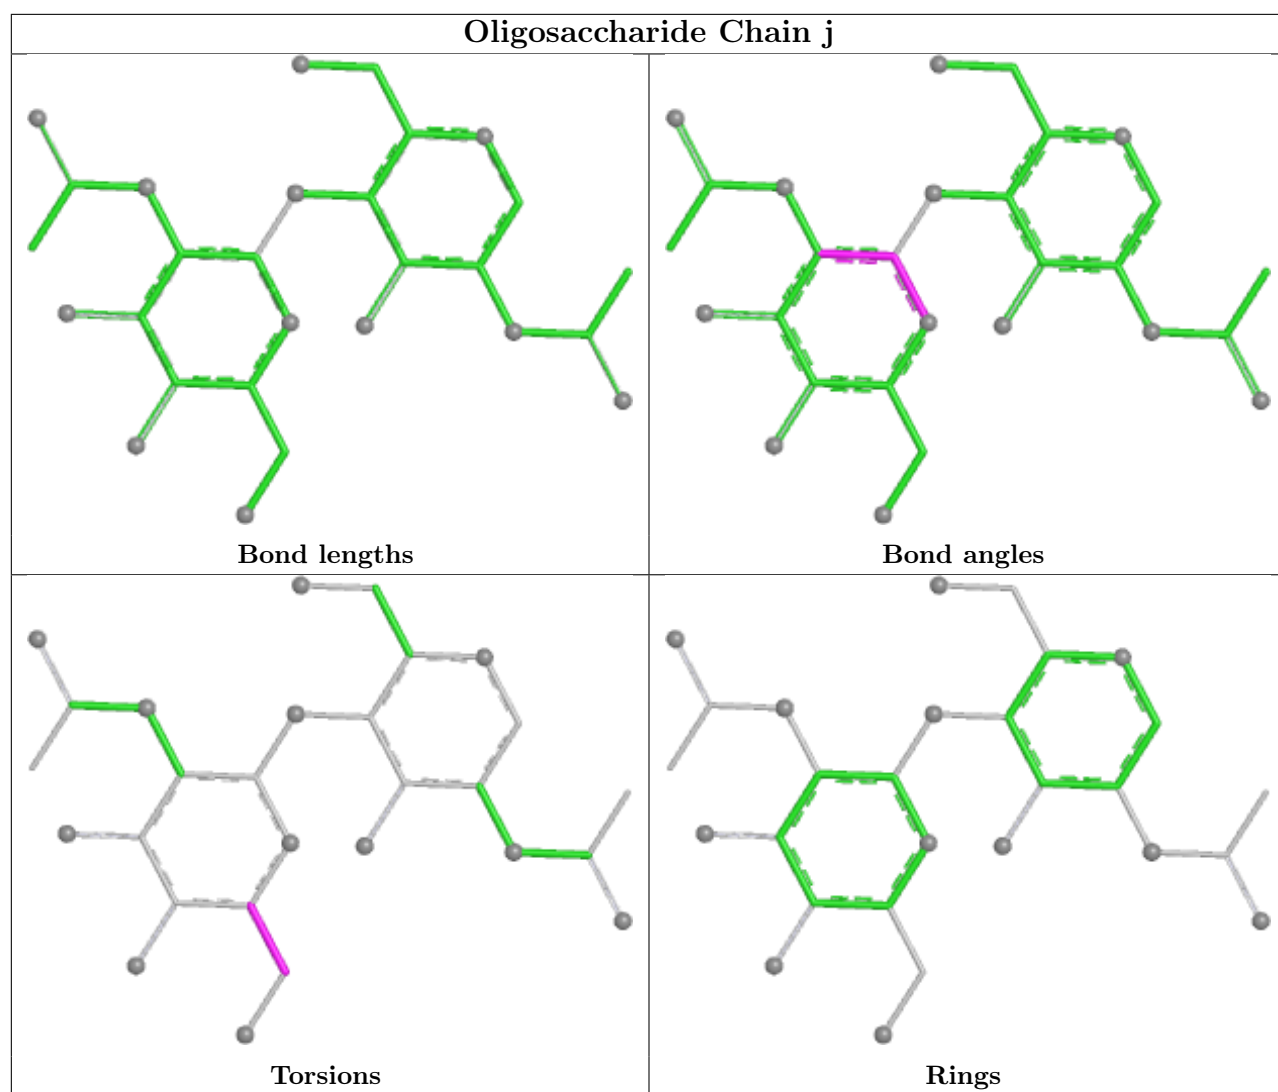 Oligosaccharide Chain j
Bond lengths
Bond angles
Torsions
Rings